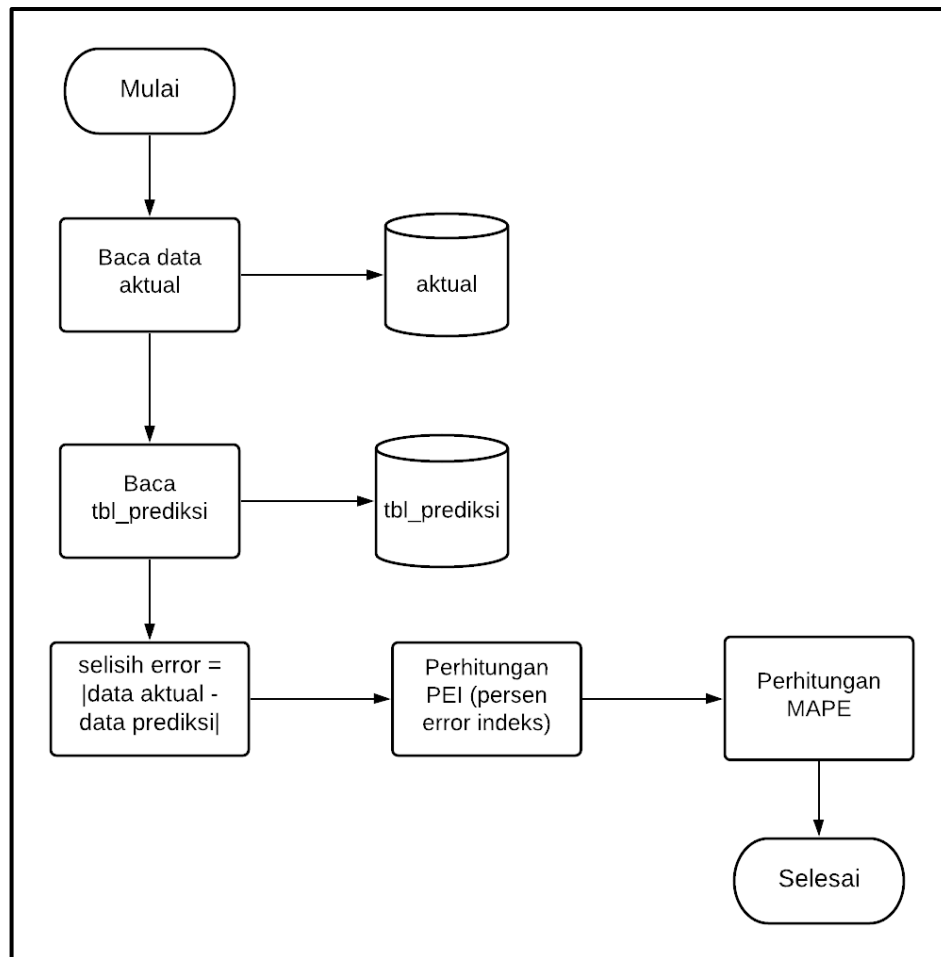 Mulai
Baca data
aktual
aktual
Baca
tbl_prediksi
tbl_prediksi
selisih error =
|data aktual -
data prediksi|
Perhitungan
PEI (persen
error indeks)
Perhitungan
MAPE
Selesai